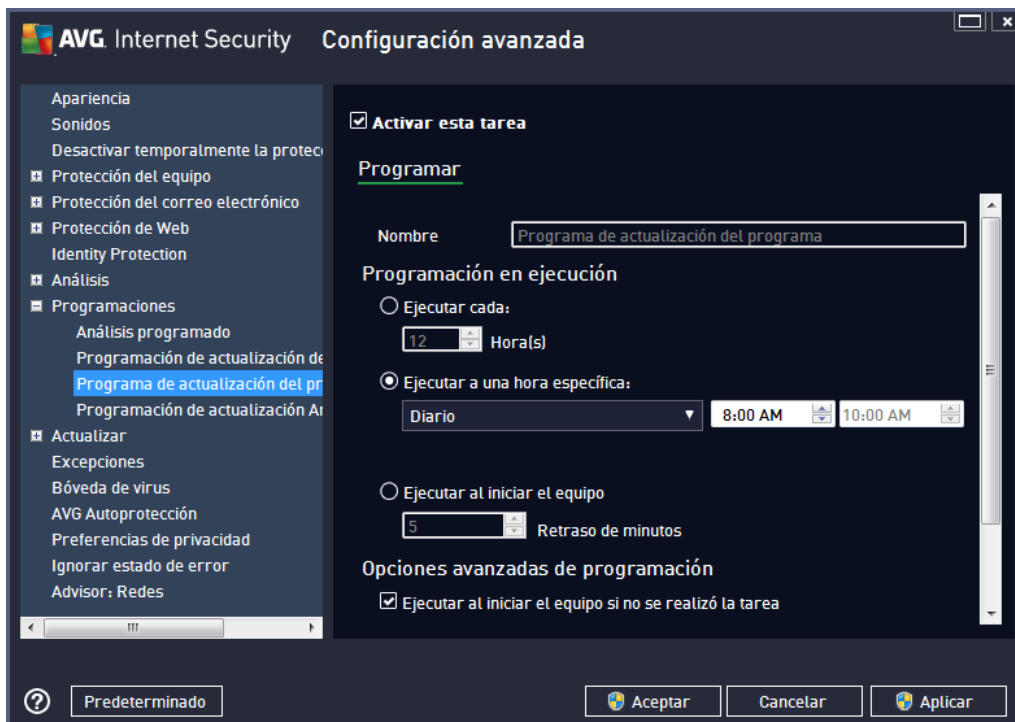 AVG. Internet Security Configuración avanzada
Apariencia
Sonidos
Desactivar temporalmente la protec
Protección del equipo
Protección del correo electrónico
Protección de Web
Identity Protection
Análisis
Programaciones
Análisis programado
Programación de actualización de
Programa de actualización del pr
Programación de actualización An
Actualizar
Excepciones
Bóveda de virus
AVG Autoprotección
Preferencias de privacidad
Ignorar estado de error
Advisor: Redes
Activar esta tarea
Programar
Nombre Programa de actualización del programa
Programación en ejecución
Ejecutar cada:
12 Hora(s)
Ejecutar a una hora específica:
Diario 8:00 AM 10:00 AM
Ejecutar al iniciar el equipo
5 Retraso de minutos
Opciones avanzadas de programación
Ejecutar al iniciar el equipo si no se realizó la tarea
Predeterminado Aceptar Cancelar Aplicar